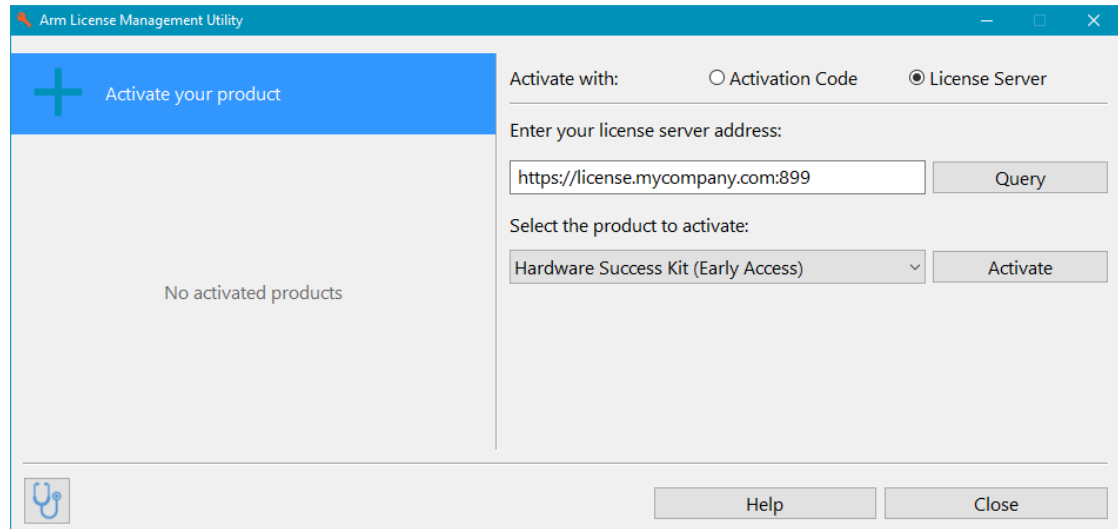 Arm License Management Utility
Activate your product
No activated products
Activate with:
Activation Code
License Server
Enter your license server address:
https://license.mycompany.com:899
Query
Select the product to activate:
Hardware Success Kit (Early Access)
Activate
Help
Close